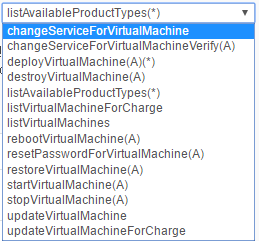 listAvailableProductTypes(*)
changeServiceForVirtualMachine
changeServiceForVirtualMachineVerify(A)
deployVirtualMachine(A)(*)
destroyVirtualMachine(A)
listAvailableProductTypes(*)
listVirtualMachineForCharge
listVirtualMachines
rebootVirtualMachine(A)
resetPasswordForVirtualMachine(A)
restoreVirtualMachine(A)
startVirtualMachine(A)
stopVirtualMachine(A)
updateVirtualMachine
updateVirtualMachineForCharge